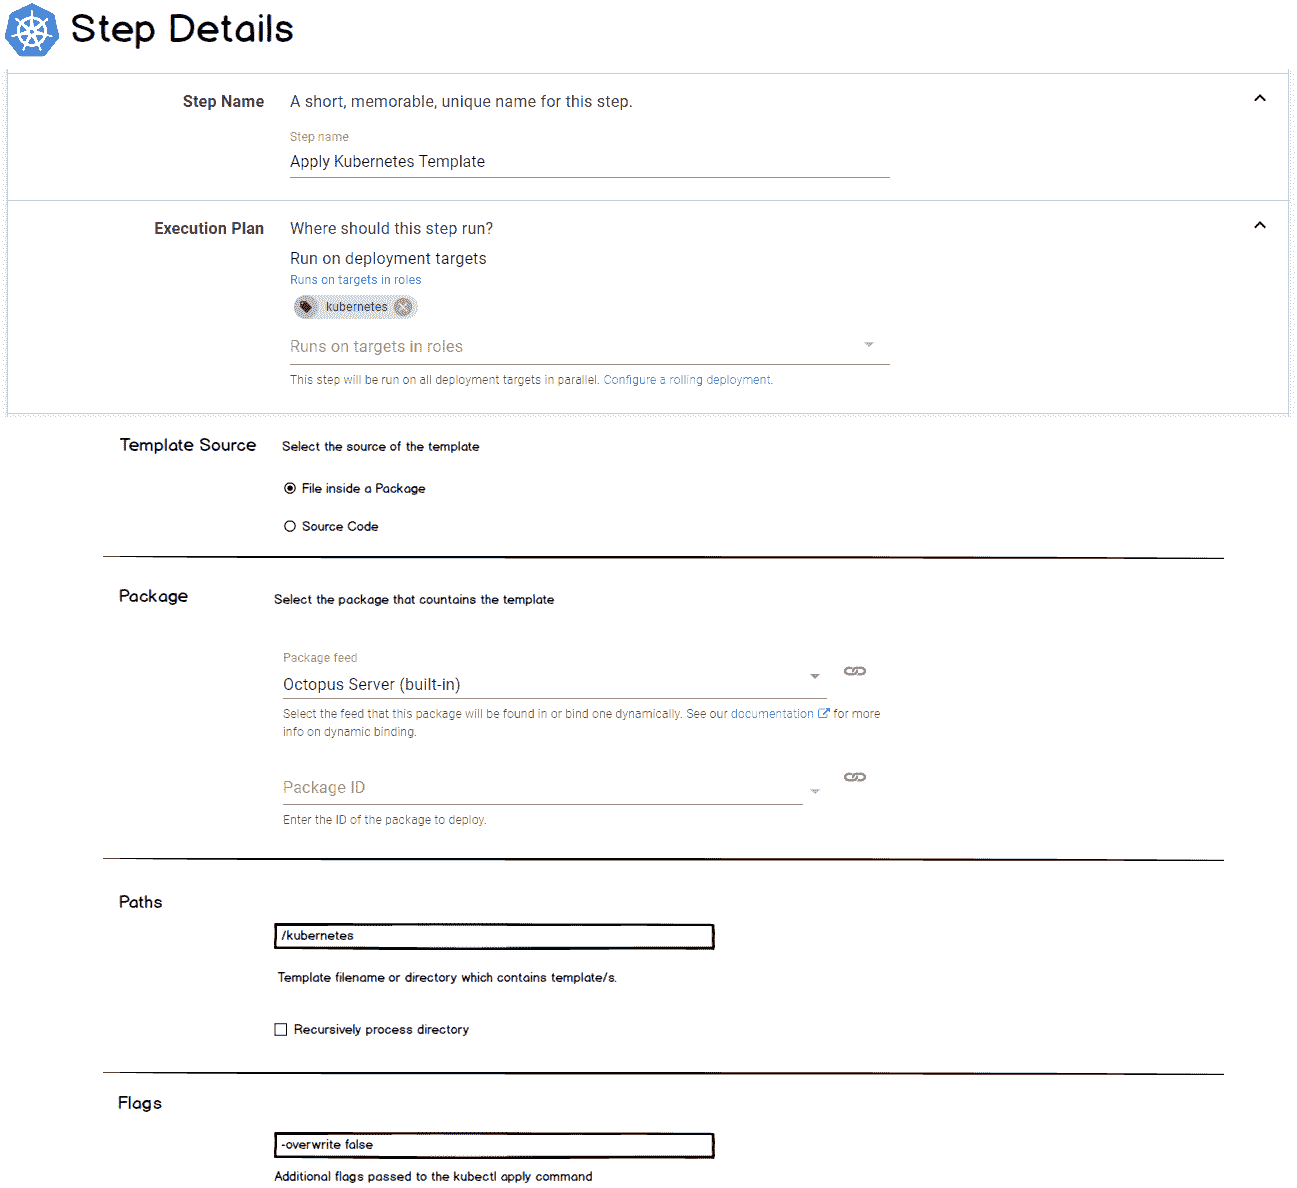 Step Details
Step Name
A short, memorable, unique name for this step.
Step name
Apply Kubernetes Template
Execution Plan
Where should this step run?
Run on deployment targets
Runs on targets in roles
kubernetes
Runs on targets in roles
This step will be run on all deployment targets in parallel. Configure a rolling deployment.
Template Source
Select the source of the template
File inside a Package
Source Code
Package
Select the package that countains the template
Package feed
Octopus Server (built-in)
Select the feed that this package will be found in or bind one dynamically. See our documentation for more
info on dynamic binding.
Package ID
Enter the ID of the package to deploy.
Paths
/kubernetes
Template filename or directory which contains template/s.
Recursively process directory
Flags
-overwrite false
Additional flags passed to the kubectl apply command